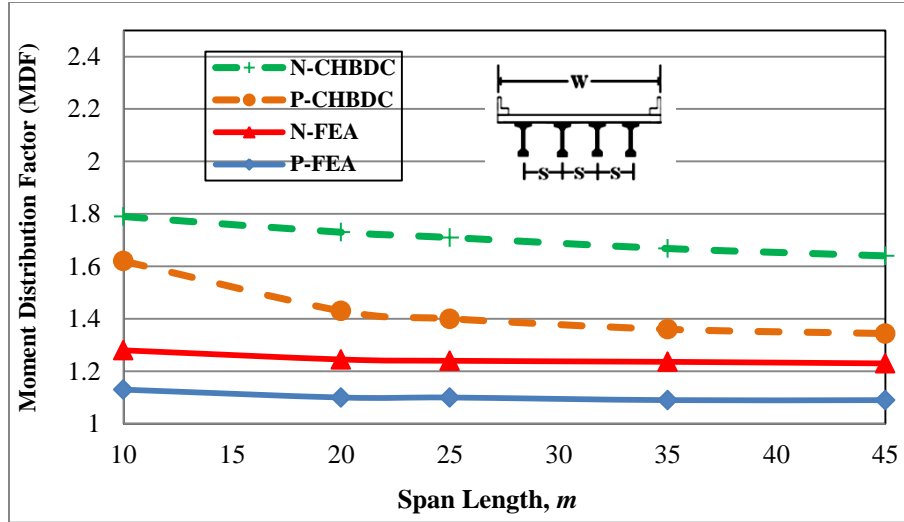 Moment Distribution Factor (MDF)
2.4
2.2
2
1.8
1.6
1.4
1.2
1
N-CHBDC
P-CHBDC
N-FEA
P-FEA
W
S S S
10 15 20 25 30 35 40 45
Span Length, m